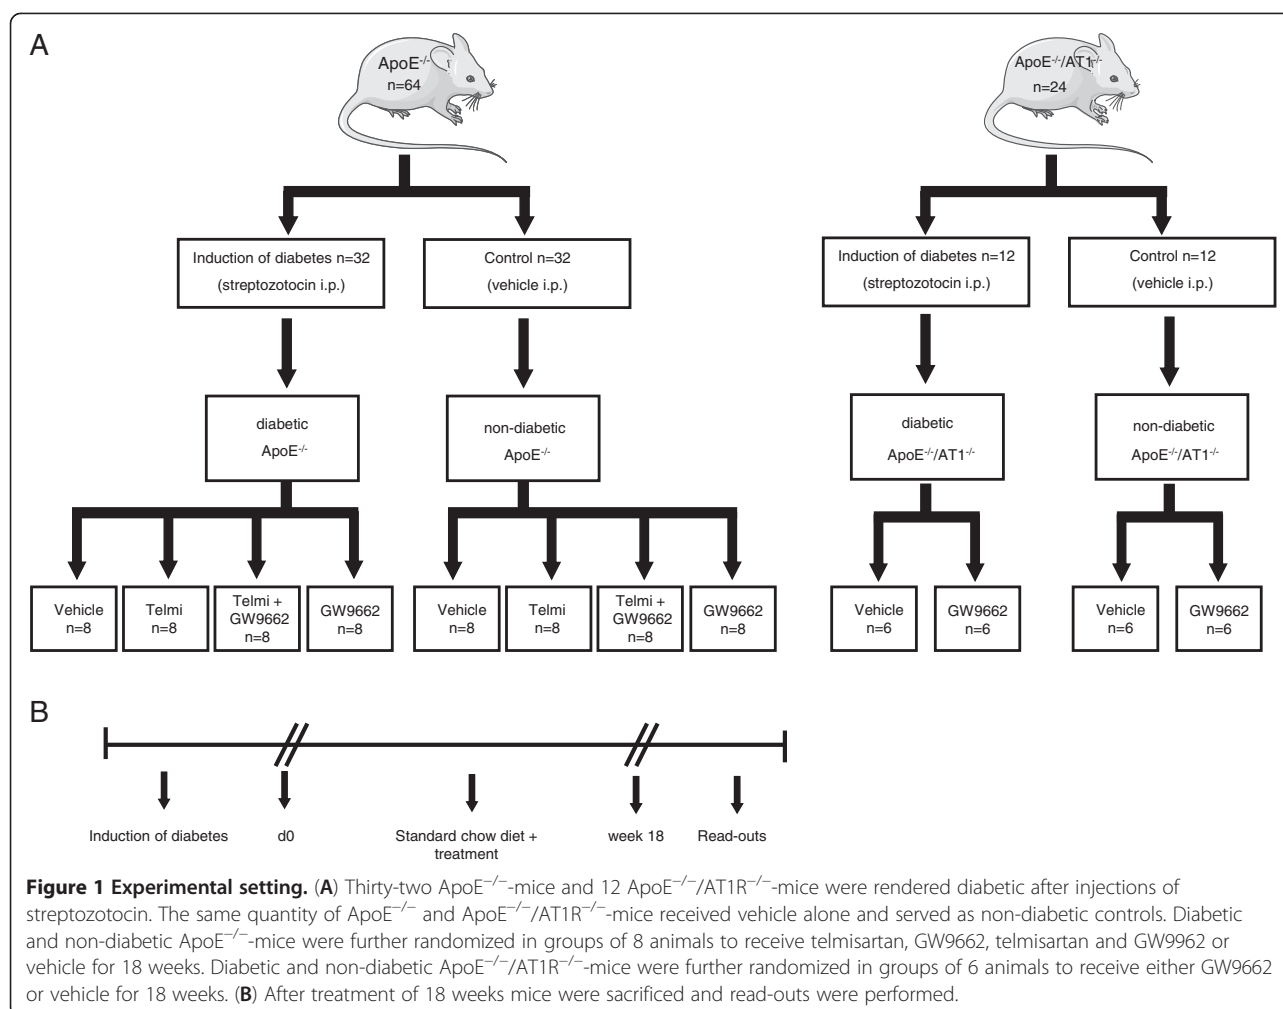 A
ApoE-/-
n=64
ApoE-/-/AT1-/-
n=24
Induction of diabetes n=32
(streptozotocin i.p.)
Control n=32
(vehicle i.p.)
Induction of diabetes n=12
(streptozotocin i.p.)
Control n=12
(vehicle i.p.)
diabetic
ApoE-/-
non-diabetic
ApoE-/-
diabetic
ApoE-/-/AT1-/-
non-diabetic
ApoE-/-/AT1-/-
Vehicle
n=8
Telmi
n=8
Telmi +
GW9662
n=8
GW9662
n=8
Vehicle
n=8
Telmi
n=8
Telmi +
GW9662
n=8
GW9662
n=8
Vehicle
n=6
GW9662
n=6
Vehicle
n=6
GW9662
n=6
B
Induction of diabetes
d0
Standard chow diet +
treatment
week 18
Read-outs
Figure 1 Experimental setting. (A) Thirty-two ApoE−/−-mice and 12 ApoE−/−/AT1R−/−-mice were rendered diabetic after injections of
streptozotocin. The same quantity of ApoE−/− and ApoE−/−/AT1R−/−-mice received vehicle alone and served as non-diabetic controls. Diabetic
and non-diabetic ApoE−/−-mice were further randomized in groups of 8 animals to receive telmisartan, GW9662, telmisartan and GW9962 or
vehicle for 18 weeks. Diabetic and non-diabetic ApoE−/−/AT1R−/−-mice were further randomized in groups of 6 animals to receive either GW9662
or vehicle for 18 weeks. (B) After treatment of 18 weeks mice were sacrificed and read-outs were performed.